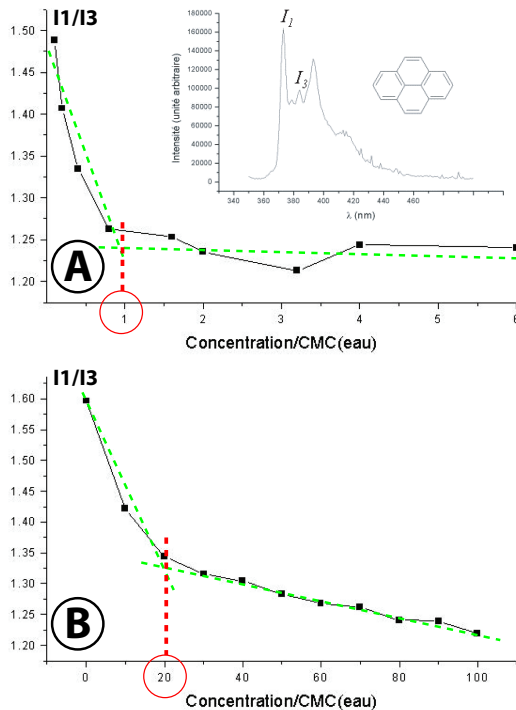 I1/I3
1.50
1.45
1.40
1.35
1.30
1.25
1.20
A
1 2 3 4 5 6
Concentration/CMC(eau)
I1
I3
Intensité (unité arbitraire)
180000
160000
140000
120000
100000
80000
60000
40000
20000
0
340 360 380 400 420 440 460
λ (nm)
I1/I3
1.60
1.55
1.50
1.45
1.40
1.35
1.30
1.25
1.20
B
0 20 40 60 80 100
Concentration/CMC(eau)